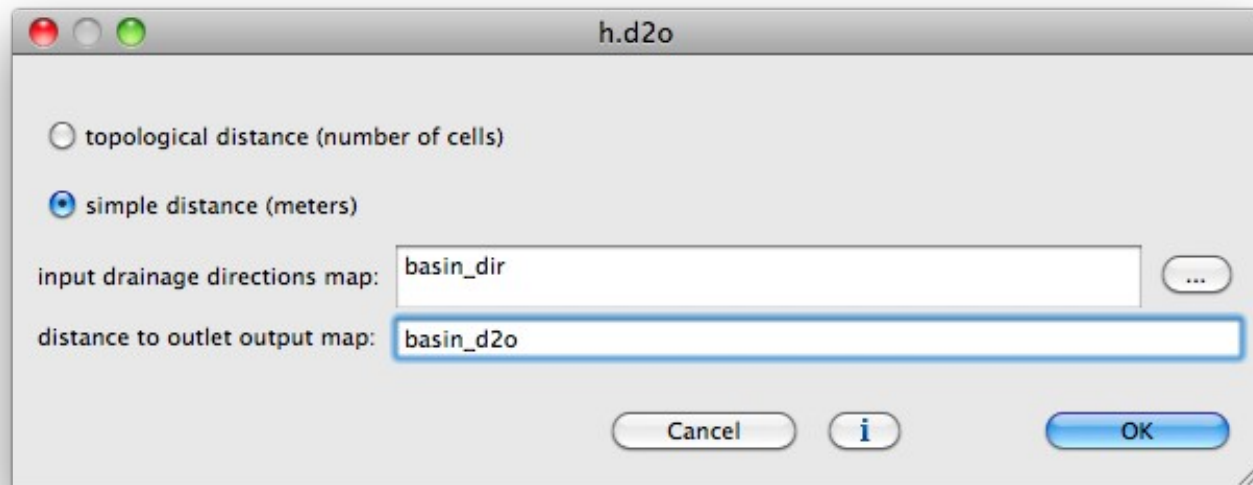 h.d2o
topological distance (number of cells)
simple distance (meters)
input drainage directions map: basin_dir ...
distance to outlet output map: basin_d2o
Cancel i OK